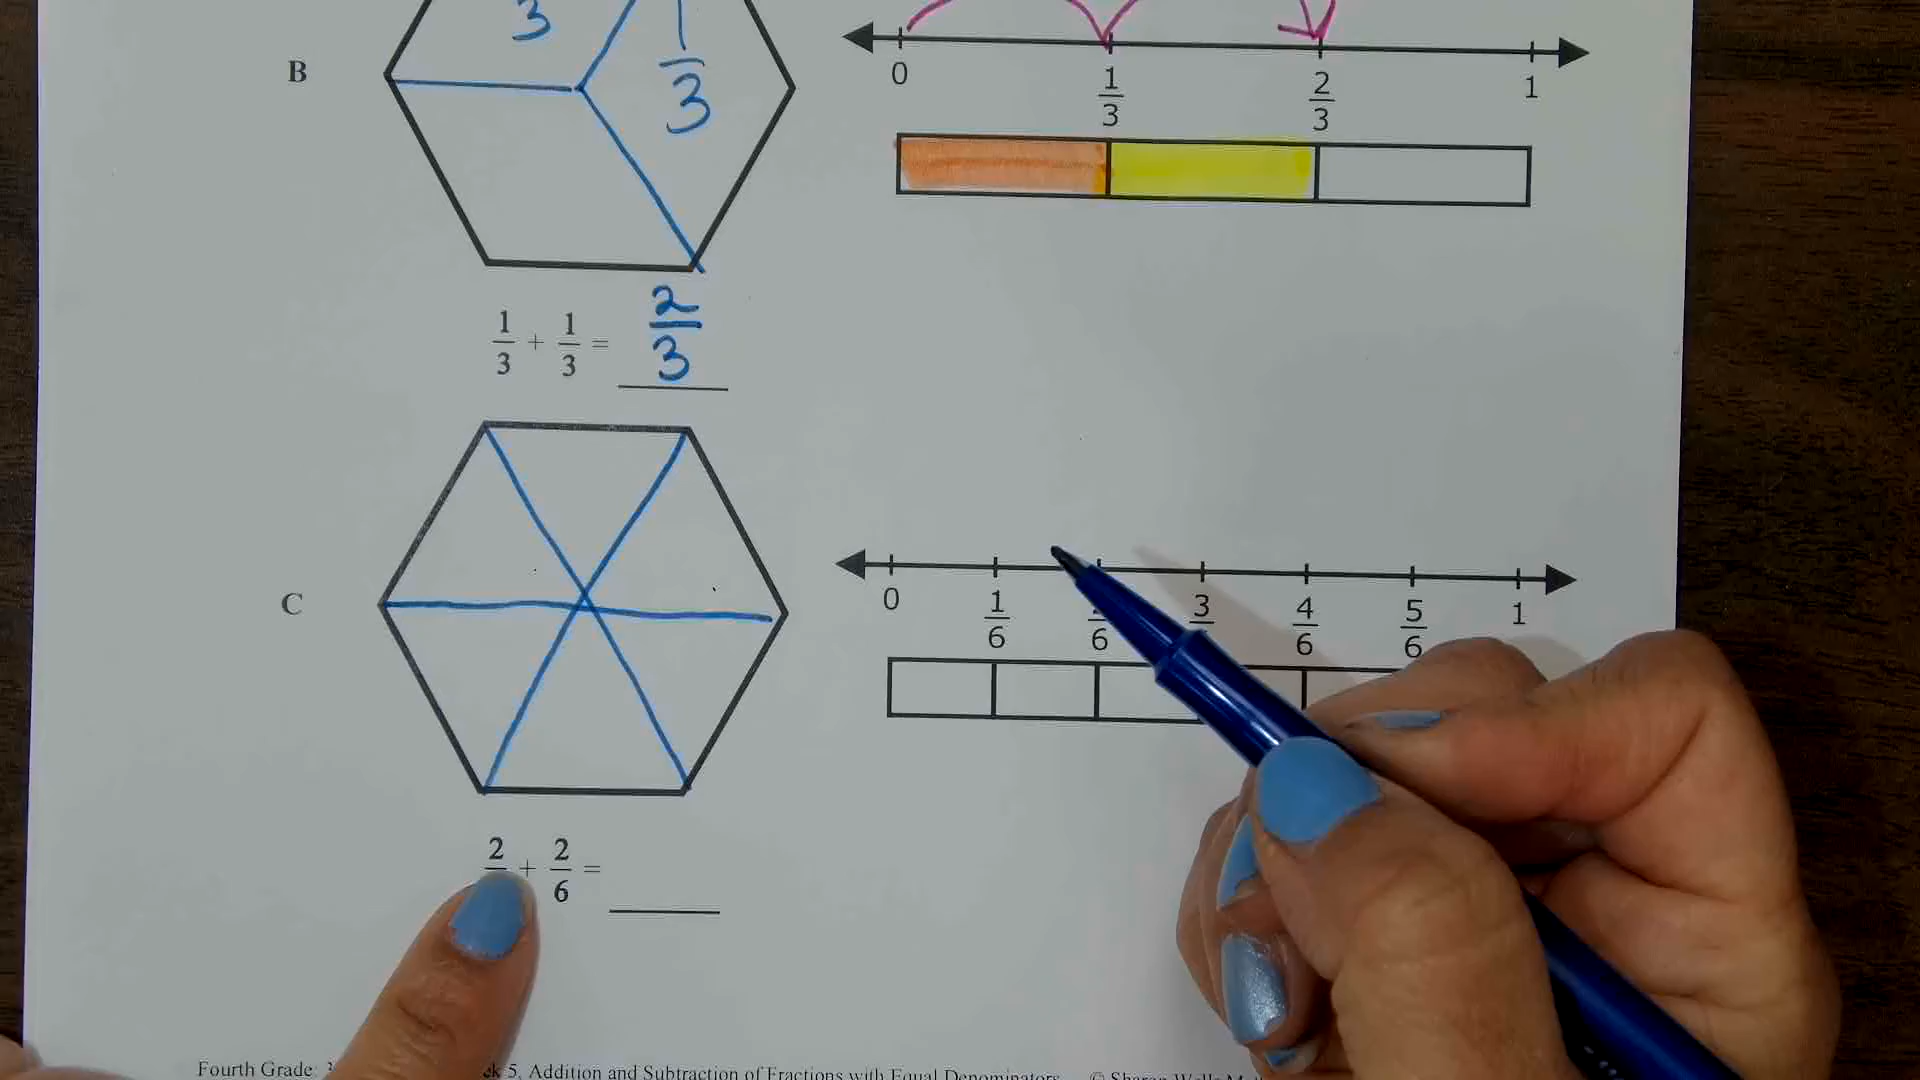 B
3
1/3
0 1/3 2/3 1
1/3 + 1/3 = 2/3
C
0 1/6 /6 3 4/6 5/6 1
2 + 2/6 =
Fourth Grade: 5, Addition and Subtraction of Fractions with Equal Denominators © Sharon Wells